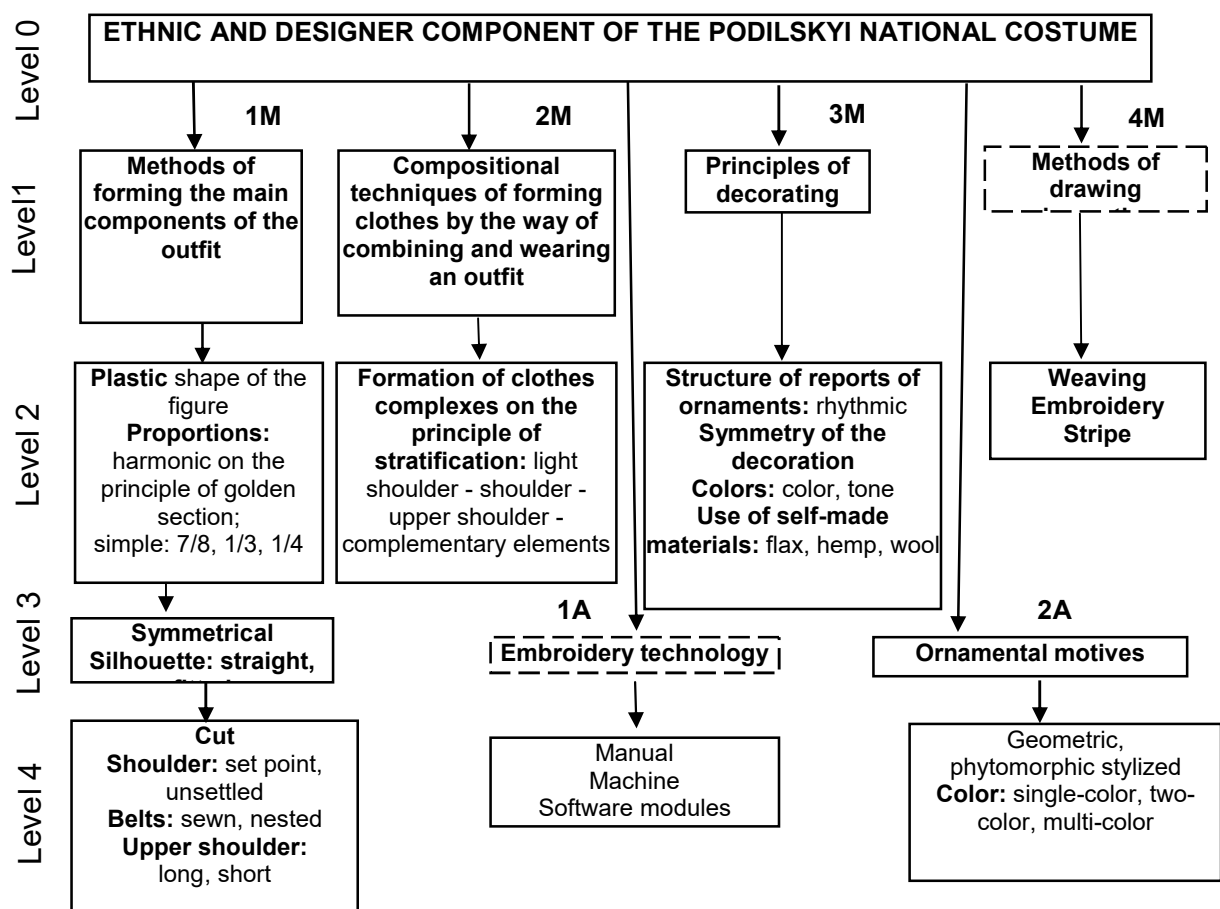 Level 0
ETHNIC AND DESIGNER COMPONENT OF THE PODILSKYI NATIONAL COSTUME
1M
2M
3M
4M
Level1
Methods of
forming the main
components of the
outfit
Compositional
techniques of forming
clothes by the way of
combining and wearing
an outfit
Principles of
decorating
Methods of
drawing
Level 2
Plastic shape of the
figure
Proportions:
harmonic on the
principle of golden
section;
simple: 7/8, 1/3, 1/4
Formation of clothes
complexes on the
principle of
stratification: light
shoulder - shoulder -
upper shoulder -
complementary elements
Structure of reports of
ornaments: rhythmic
Symmetry of the
decoration
Colors: color, tone
Use of self-made
materials: flax, hemp, wool
Weaving
Embroidery
Stripe
Level 3
Symmetrical
Silhouette: straight,
1A
Embroidery technology
2A
Ornamental motives
Level 4
Cut
Shoulder: set point,
unsettled
Belts: sewn, nested
Upper shoulder:
long, short
Manual
Machine
Software modules
Geometric,
phytomorphic stylized
Color: single-color, two-
color, multi-color